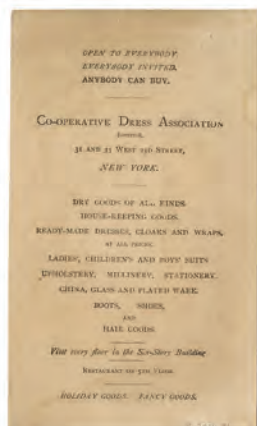 OPEN TO EVERYBODY.
EVERYBODY INVITED.
ANYBODY CAN BUY.
CO-OPERATIVE DRESS ASSOCIATION
LIMITED,
31 AND 33 WEST 23D STREET,
NEW YORK.
DRY GOODS OF ALL KINDS.
HOUSE-KEEPING GOODS.
READY-MADE DRESSES, CLOAKS AND WRAPS,
AT ALL PRICES.
LADIES', CHILDREN'S AND BOYS' SUITS
UPHOLSTERY, MILLINERY, STATIONERY.
CHINA, GLASS AND PLATED WARE.
BOOTS, SHOES,
AND
HAIR GOODS.
Visit every floor in the Six-Story Building
RESTAURANT ON 5TH FLOOR.
HOLIDAY GOODS. FANCY GOODS.